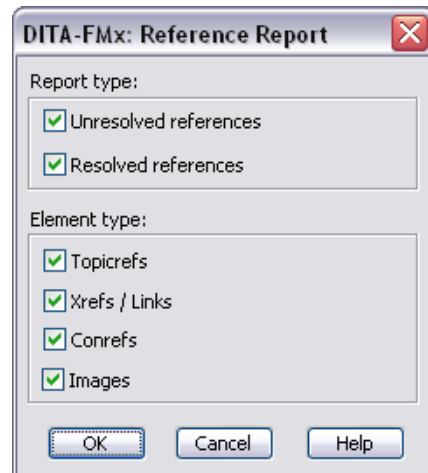 DITA-FMx: Reference Report
Report type:
Unresolved references
Resolved references
Element type:
Topicrefs
Xrefs / Links
Conrefs
Images
OK Cancel Help